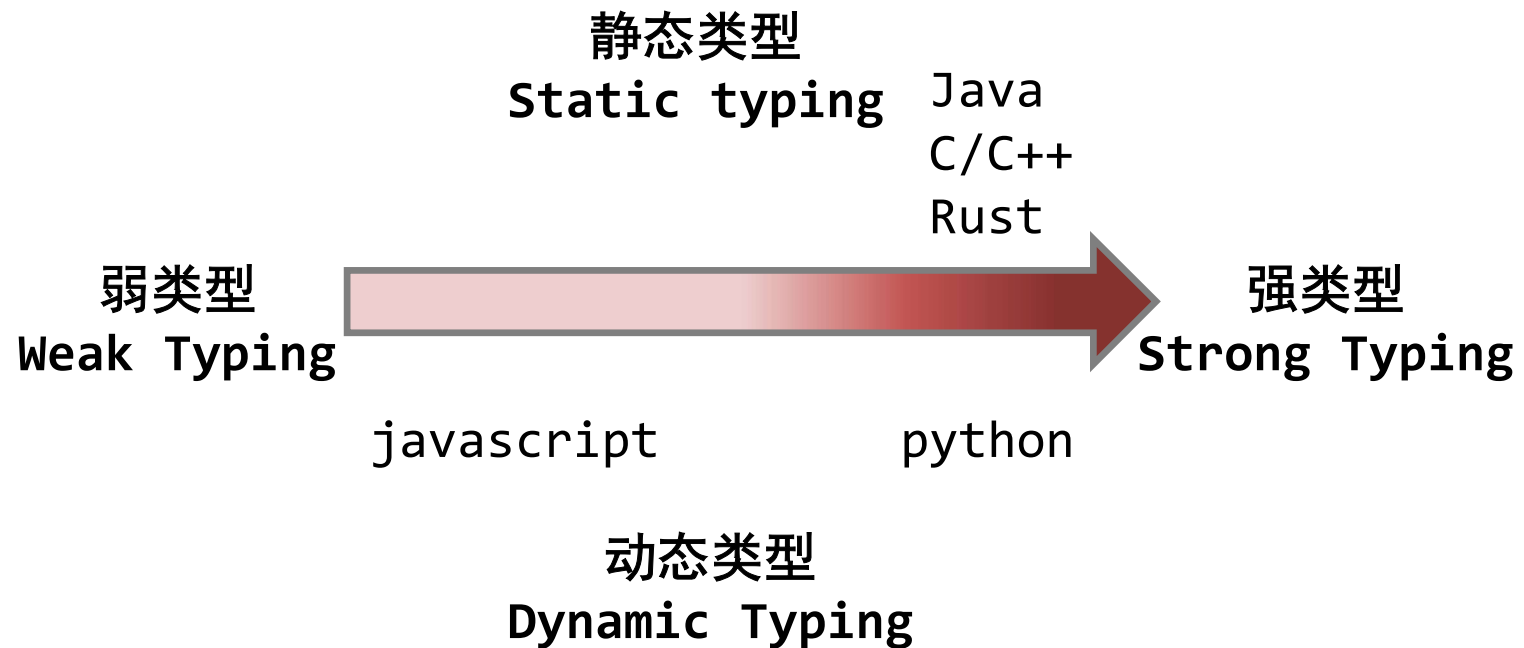 静态类型
Static typing
Java
C/C++
Rust
弱类型
Weak Typing
强类型
Strong Typing
javascript
python
动态类型
Dynamic Typing